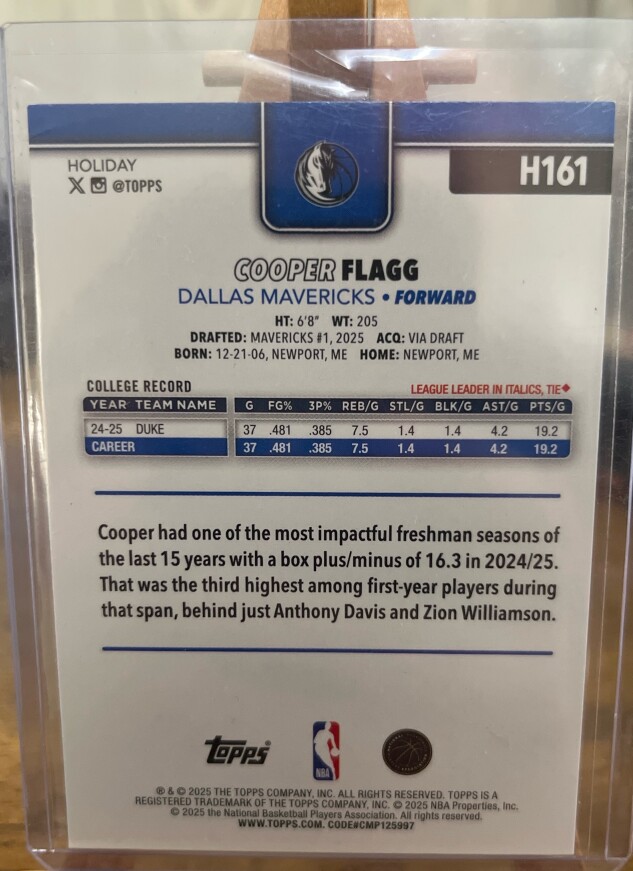 HOLIDAY
H161
X @TOPPS
COOPER FLAGG
DALLAS MAVERICKS • FORWARD
HT: 6'8" WT: 205
DRAFTED: MAVERICKS #1, 2025 ACQ: VIA DRAFT
BORN: 12-21-06, NEWPORT, ME HOME: NEWPORT, ME
COLLEGE RECORD LEAGUE LEADER IN ITALICS, TIE◆
YEAR TEAM NAME G FG% 3P% REB/G STL/G BLK/G AST/G PTS/G
24-25 DUKE 37 .481 .385 7.5 1.4 1.4 4.2 19.2
CAREER 37 .481 .385 7.5 1.4 1.4 4.2 19.2
Cooper had one of the most impactful freshman seasons of
the last 15 years with a box plus/minus of 16.3 in 2024/25.
That was the third highest among first-year players during
that span, behind just Anthony Davis and Zion Williamson.
topps
NBA
® & © 2025 THE TOPPS COMPANY, INC. ALL RIGHTS RESERVED. TOPPS IS A
REGISTERED TRADEMARK OF THE TOPPS COMPANY, INC. © 2025 NBA Properties, Inc.
© 2025 the National Basketball Players Association. All rights reserved.
WWW.TOPPS.COM. CODE#CMP125997